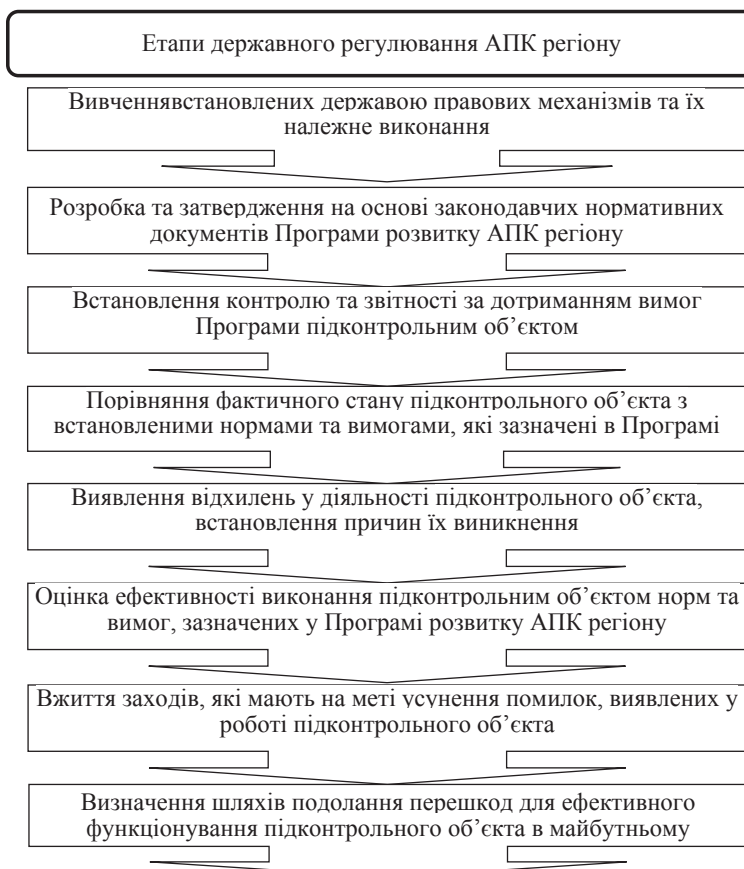 Етапи державного регулювання АПК регіону
Вивченнявстановлених державою правових механізмів та їх
належне виконання
Розробка та затвердження на основі законодавчих нормативних
документів Програми розвитку АПК регіону
Встановлення контролю та звітності за дотриманням вимог
Програми підконтрольним об’єктом
Порівняння фактичного стану підконтрольного об’єкта з
встановленими нормами та вимогами, які зазначені в Програмі
Виявлення відхилень у діяльності підконтрольного об’єкта,
встановлення причин їх виникнення
Оцінка ефективності виконання підконтрольним об’єктом норм та
вимог, зазначених у Програмі розвитку АПК регіону
Вжиття заходів, які мають на меті усунення помилок, виявлених у
роботі підконтрольного об’єкта
Визначення шляхів подолання перешкод для ефективного
функціонування підконтрольного об’єкта в майбутньому